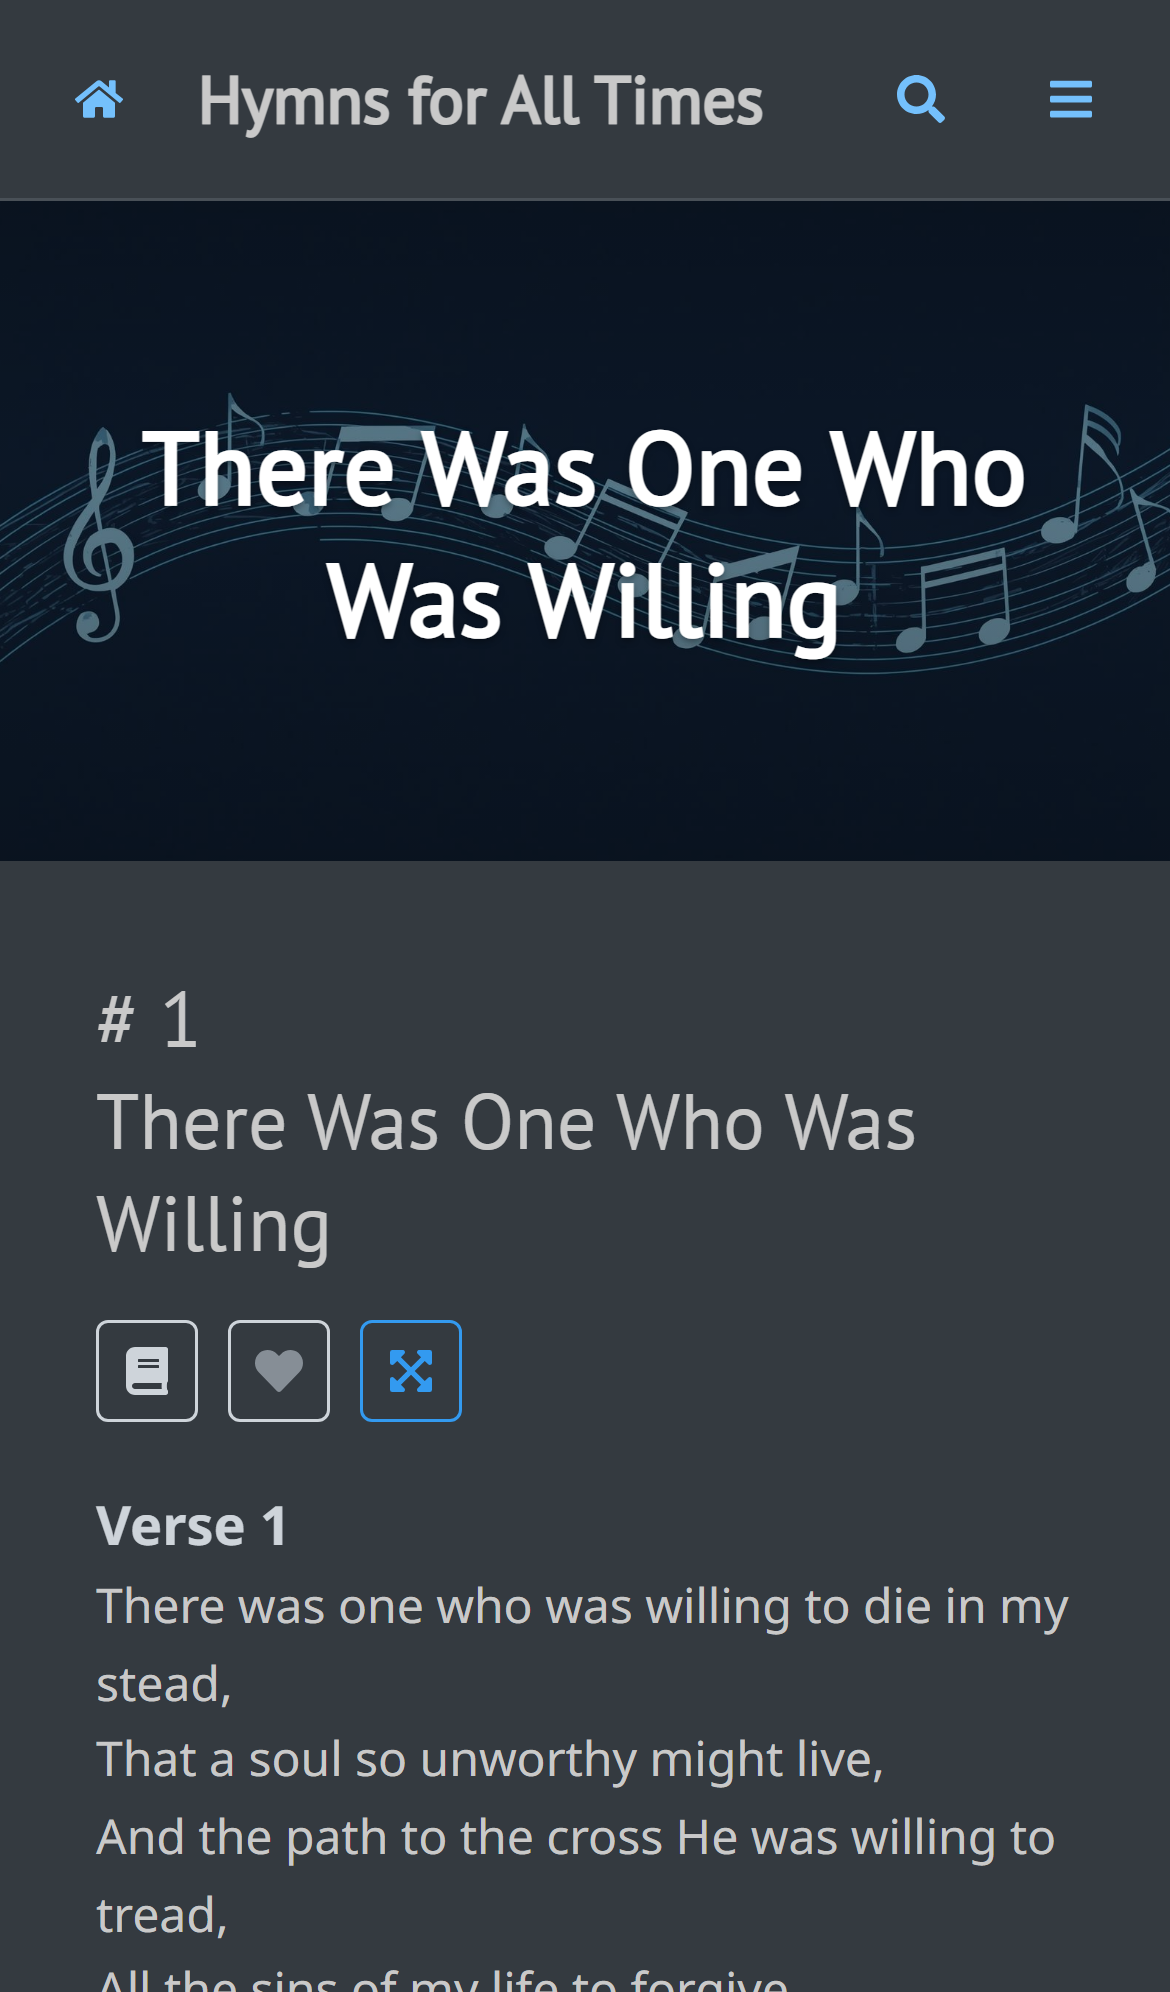 Hymns for All Times
There Was One Who
Was Willing
# 1
There Was One Who Was
Willing
Verse 1
There was one who was willing to die in my
stead,
That a soul so unworthy might live,
And the path to the cross He was willing to
tread,
All the sins of my life to forgive